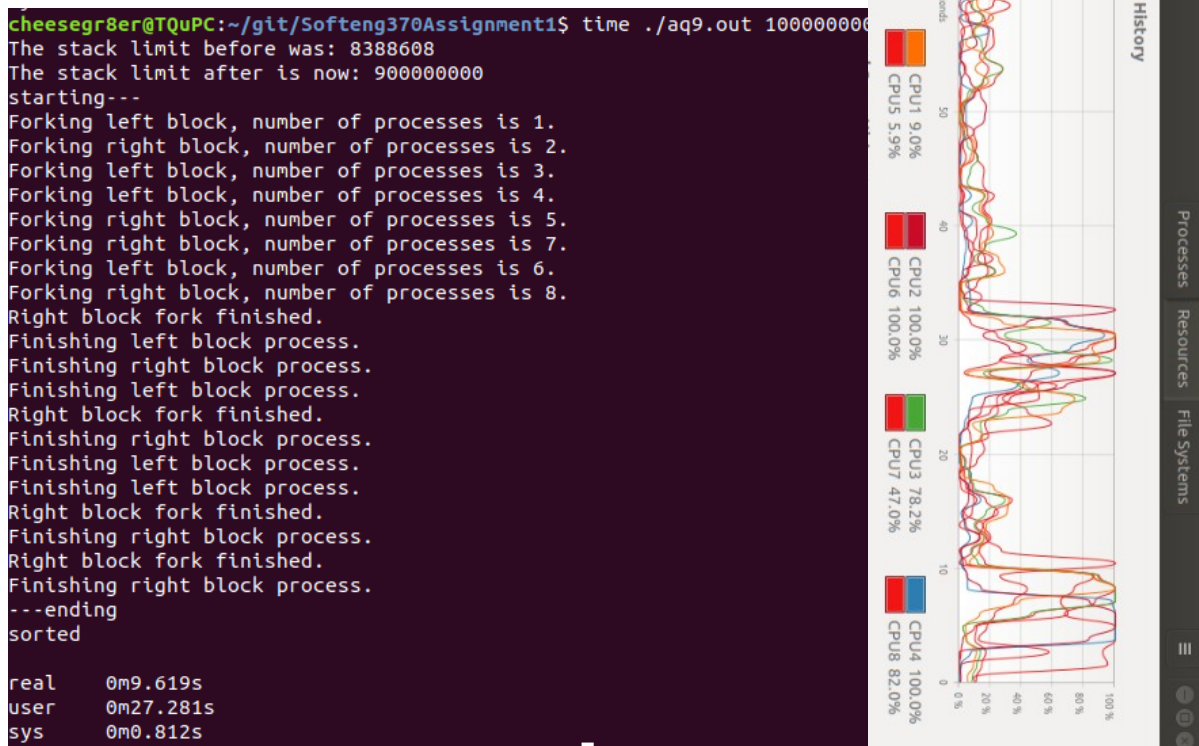 cheesegr8er@TQuPC:~/git/Softeng370Assignment1$ time ./aq9.out 100000000
The stack limit before was: 8388608
The stack limit after is now: 900000000
starting---
Forking left block, number of processes is 1.
Forking right block, number of processes is 2.
Forking left block, number of processes is 3.
Forking left block, number of processes is 4.
Forking right block, number of processes is 5.
Forking right block, number of processes is 7.
Forking left block, number of processes is 6.
Forking right block, number of processes is 8.
Right block fork finished.
Finishing left block process.
Finishing right block process.
Finishing left block process.
Right block fork finished.
Finishing right block process.
Finishing left block process.
Finishing left block process.
Right block fork finished.
Finishing right block process.
Right block fork finished.
Finishing right block process.
---ending
sorted
real 0m9.619s
user 0m27.281s
sys 0m0.812s
Processes Resources File Systems
History
100 %
80 %
60 %
40 %
20 %
0 %
onds 50 40 30 20 10 0
CPU1 9.0% CPU2 100.0% CPU3 78.2% CPU4 100.0%
CPU5 5.9% CPU6 100.0% CPU7 47.0% CPU8 82.0%